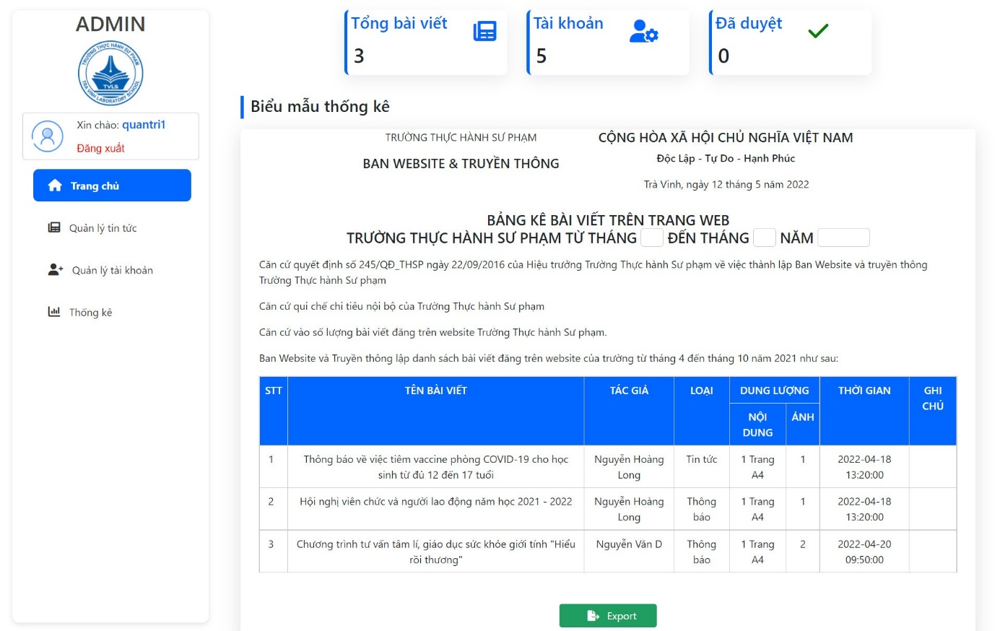 ADMIN
TRƯỜNG THỰC HÀNH SƯ PHẠM
TVLS
TRA VINH LABORATORY SCHOOL
Xin chào: quantri1
Đăng xuất
Trang chủ
Quản lý tin tức
Quản lý tài khoản
Thống kê
Tổng bài viết
3
Tài khoản
5
Đã duyệt
0
Biểu mẫu thống kê
TRƯỜNG THỰC HÀNH SƯ PHẠM
BAN WEBSITE & TRUYỀN THÔNG
CỘNG HÒA XÃ HỘI CHỦ NGHĨA VIỆT NAM
Độc Lập - Tự Do - Hạnh Phúc
Trà Vinh, ngày 12 tháng 5 năm 2022
BẢNG KÊ BÀI VIẾT TRÊN TRANG WEB
TRƯỜNG THỰC HÀNH SƯ PHẠM TỪ THÁNG ĐẾN THÁNG NĂM
Căn cứ quyết định số 245/QĐ_THSP ngày 22/09/2016 của Hiệu trưởng Trường Thực hành Sư phạm về việc thành lập Ban Website và truyền thông
Trường Thực hành Sư phạm
Căn cứ qui chế chi tiêu nội bộ của Trường Thực hành Sư phạm
Căn cứ vào số lượng bài viết đăng trên website Trường Thực hành Sư phạm.
Ban Website và Truyền thông lập danh sách bài viết đăng trên website của trường từ tháng 4 đến tháng 10 năm 2021 như sau:
STT TÊN BÀI VIẾT TÁC GIẢ LOẠI DUNG LƯỢNG THỜI GIAN GHI
CHÚ
NỘI ẢNH
DUNG
1 Thông báo về việc tiêm vaccine phòng COVID-19 cho học Nguyễn Hoàng Tin tức 1 Trang 1 2022-04-18
sinh từ đủ 12 đến 17 tuổi Long A4 13:20:00
2 Hội nghị viên chức và người lao động năm học 2021 - 2022 Nguyễn Hoàng Thông 1 Trang 1 2022-04-18
Long báo A4 13:20:00
3 Chương trình tư vấn tâm lí, giáo dục sức khỏe giới tính "Hiểu Nguyễn Văn D Thông 1 Trang 2 2022-04-20
rồi thương" báo A4 09:50:00
Export